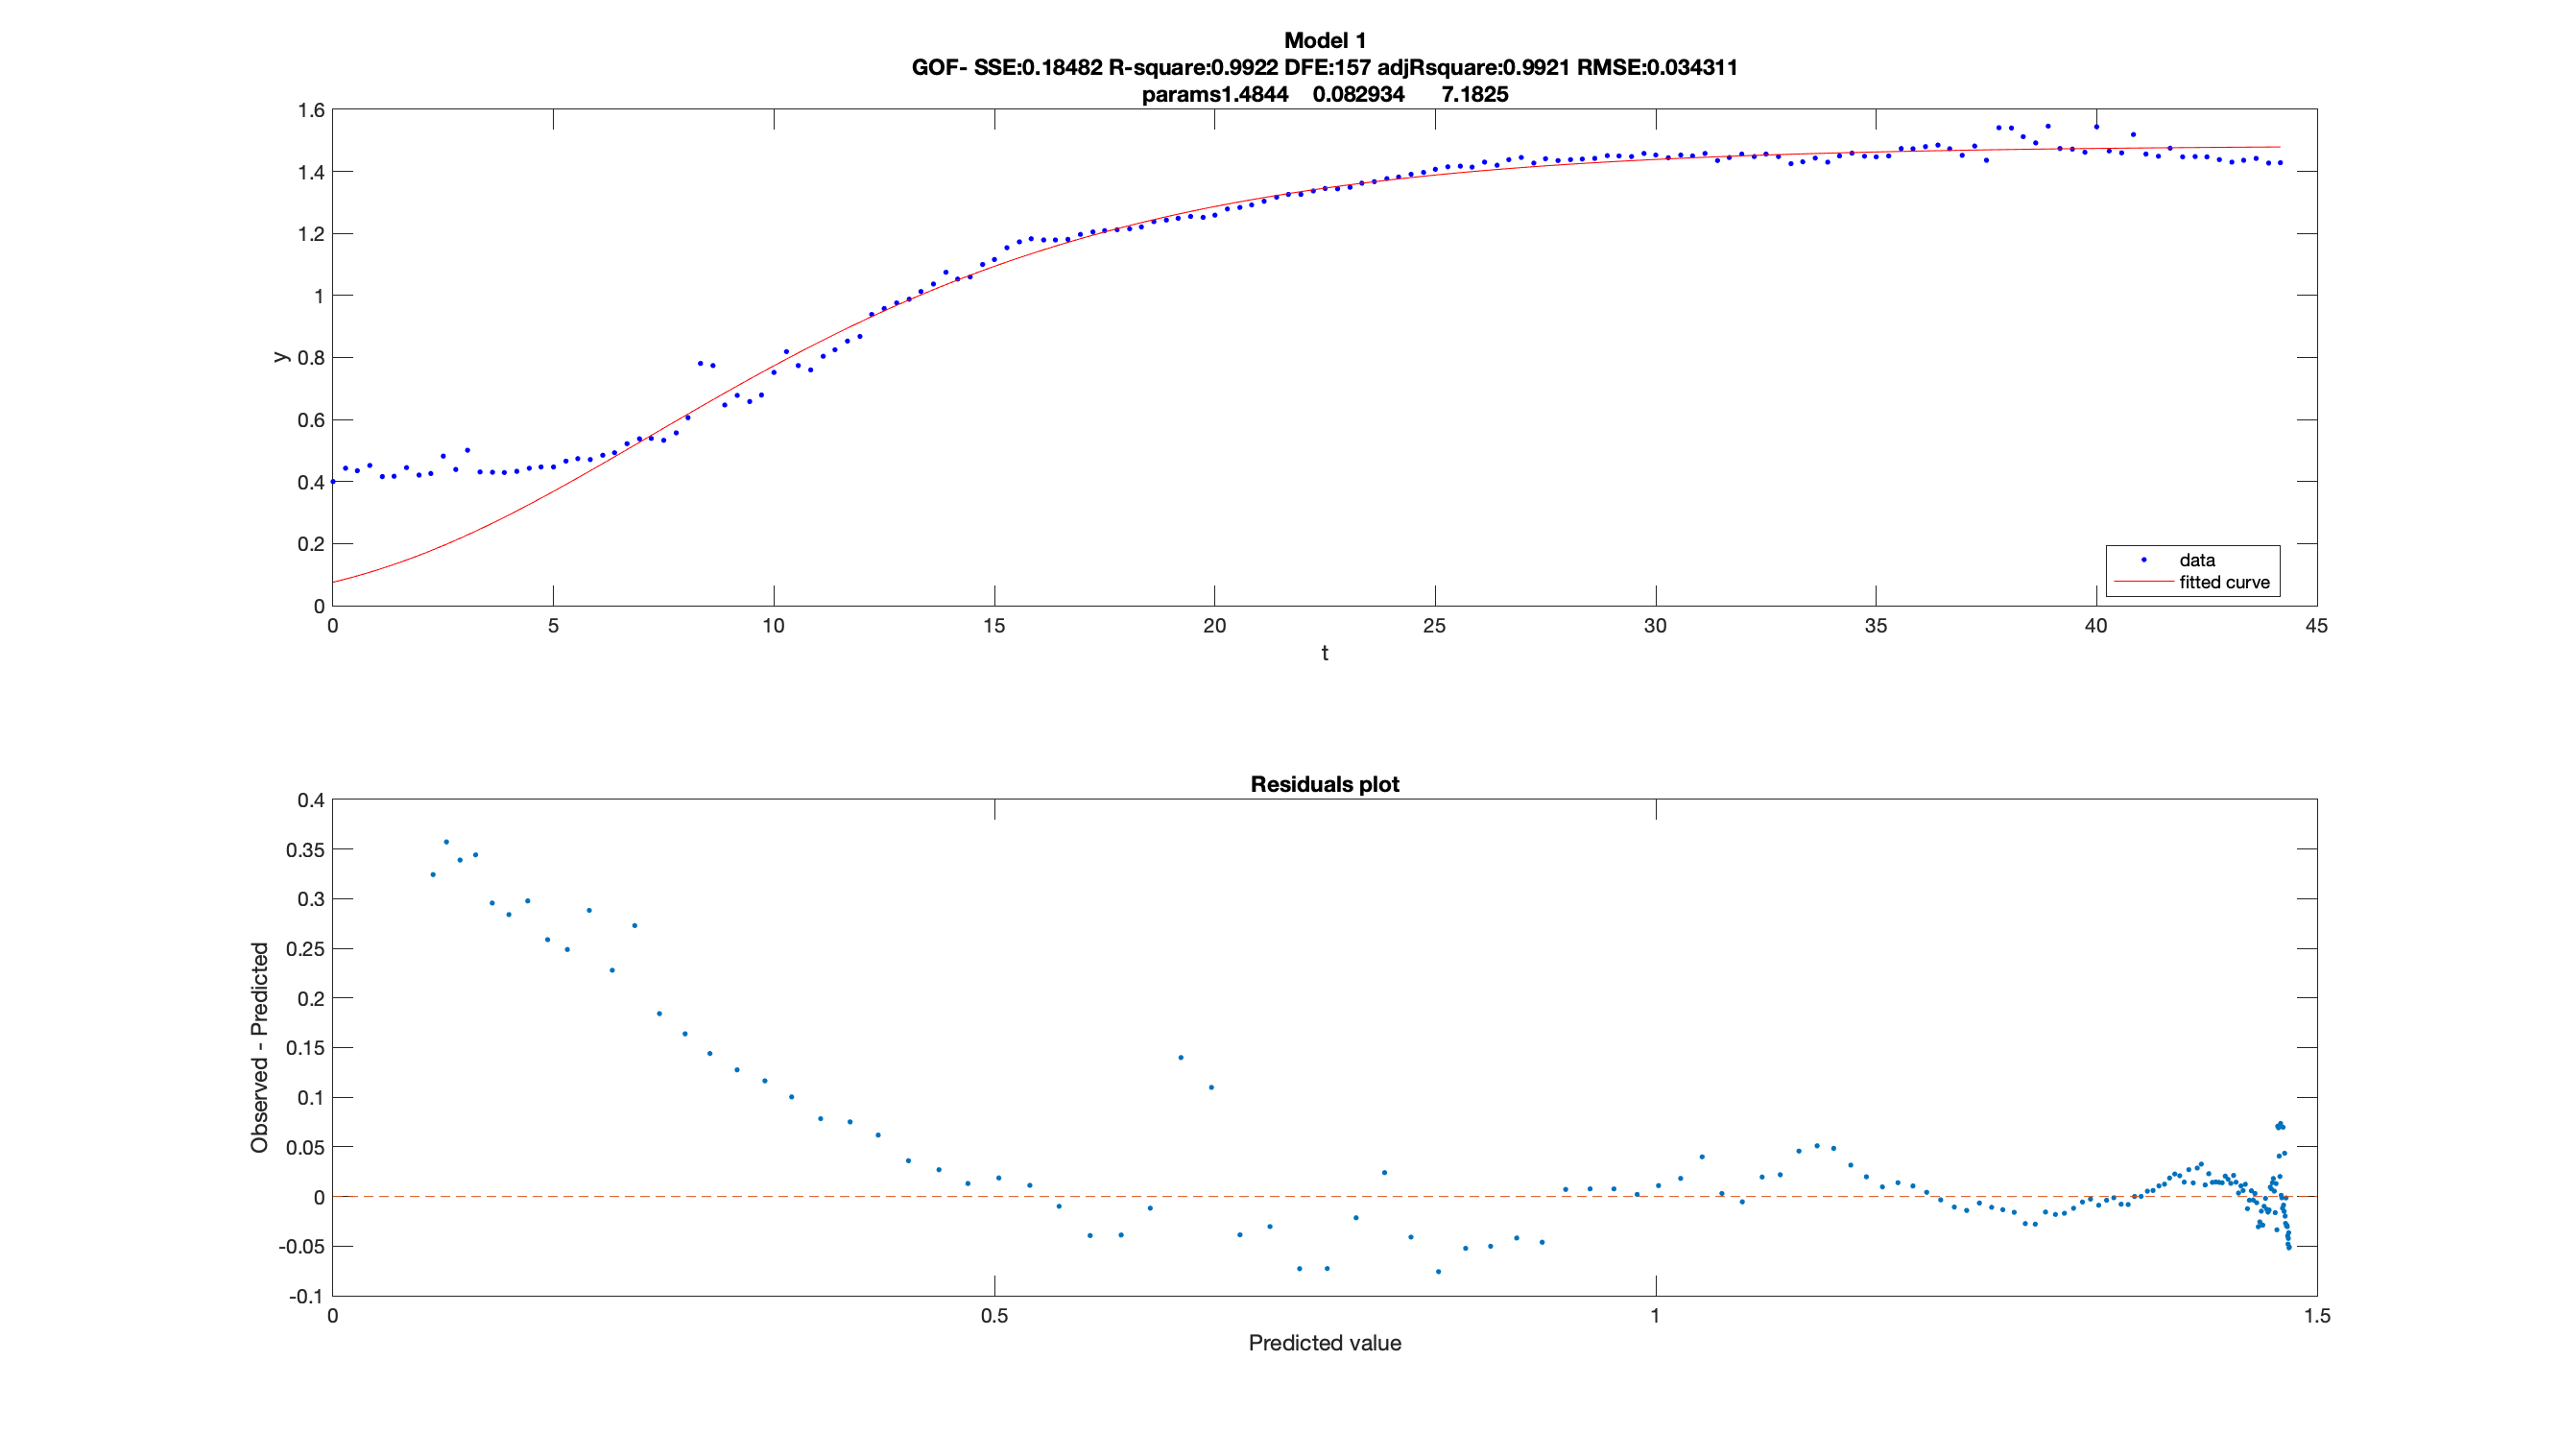 Model 1
GOF- SSE:0.18482 R-square:0.9922 DFE:157 adjRsquare:0.9921 RMSE:0.034311
params1.4844 0.082934 7.1825
1.6
1.4
1.2
1
0.8
0.6
0.4
0.2
0
y
data
fitted curve
0 5 10 15 20 25 30 35 40 45
t
Residuals plot
0.4
0.35
0.3
0.25
0.2
0.15
0.1
0.05
0
-0.05
-0.1
Observed - Predicted
0 0.5 1 1.5
Predicted value